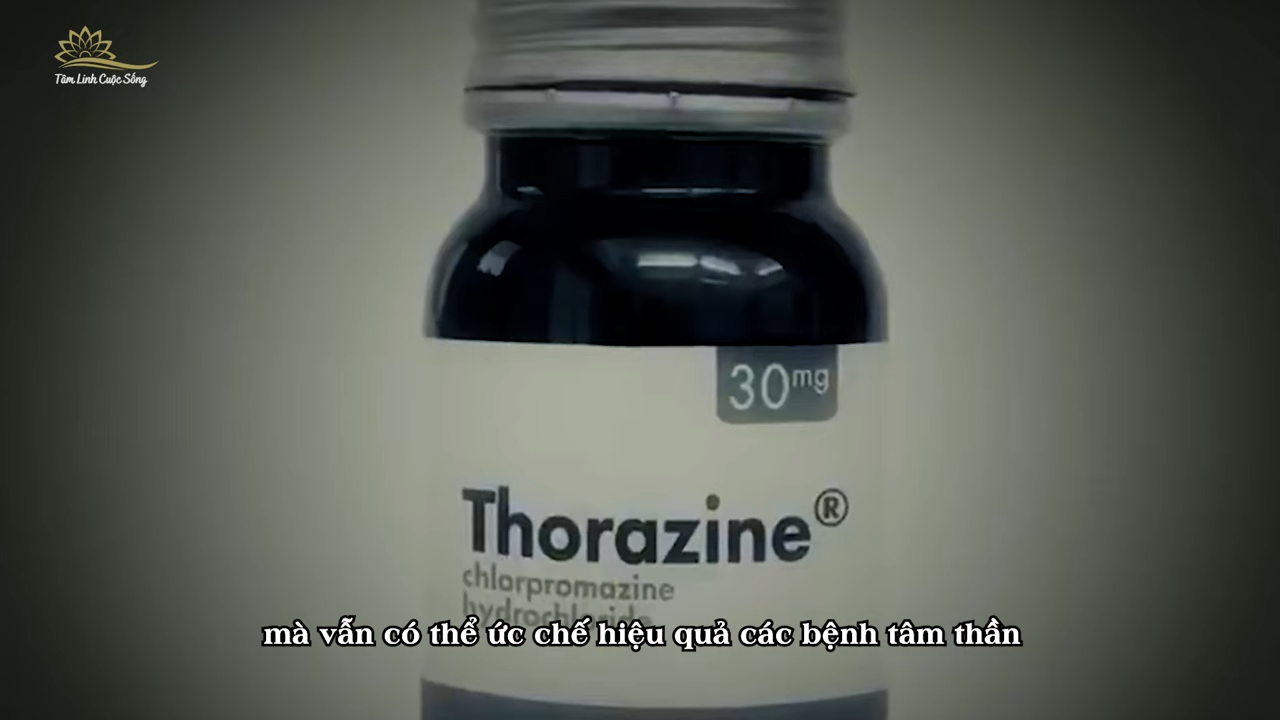 Tâm Linh Cuộc Sống
30mg
Thorazine®
chlorpromazine
hydrochloride
mà vẫn có thể ức chế hiệu quả các bệnh tâm thần